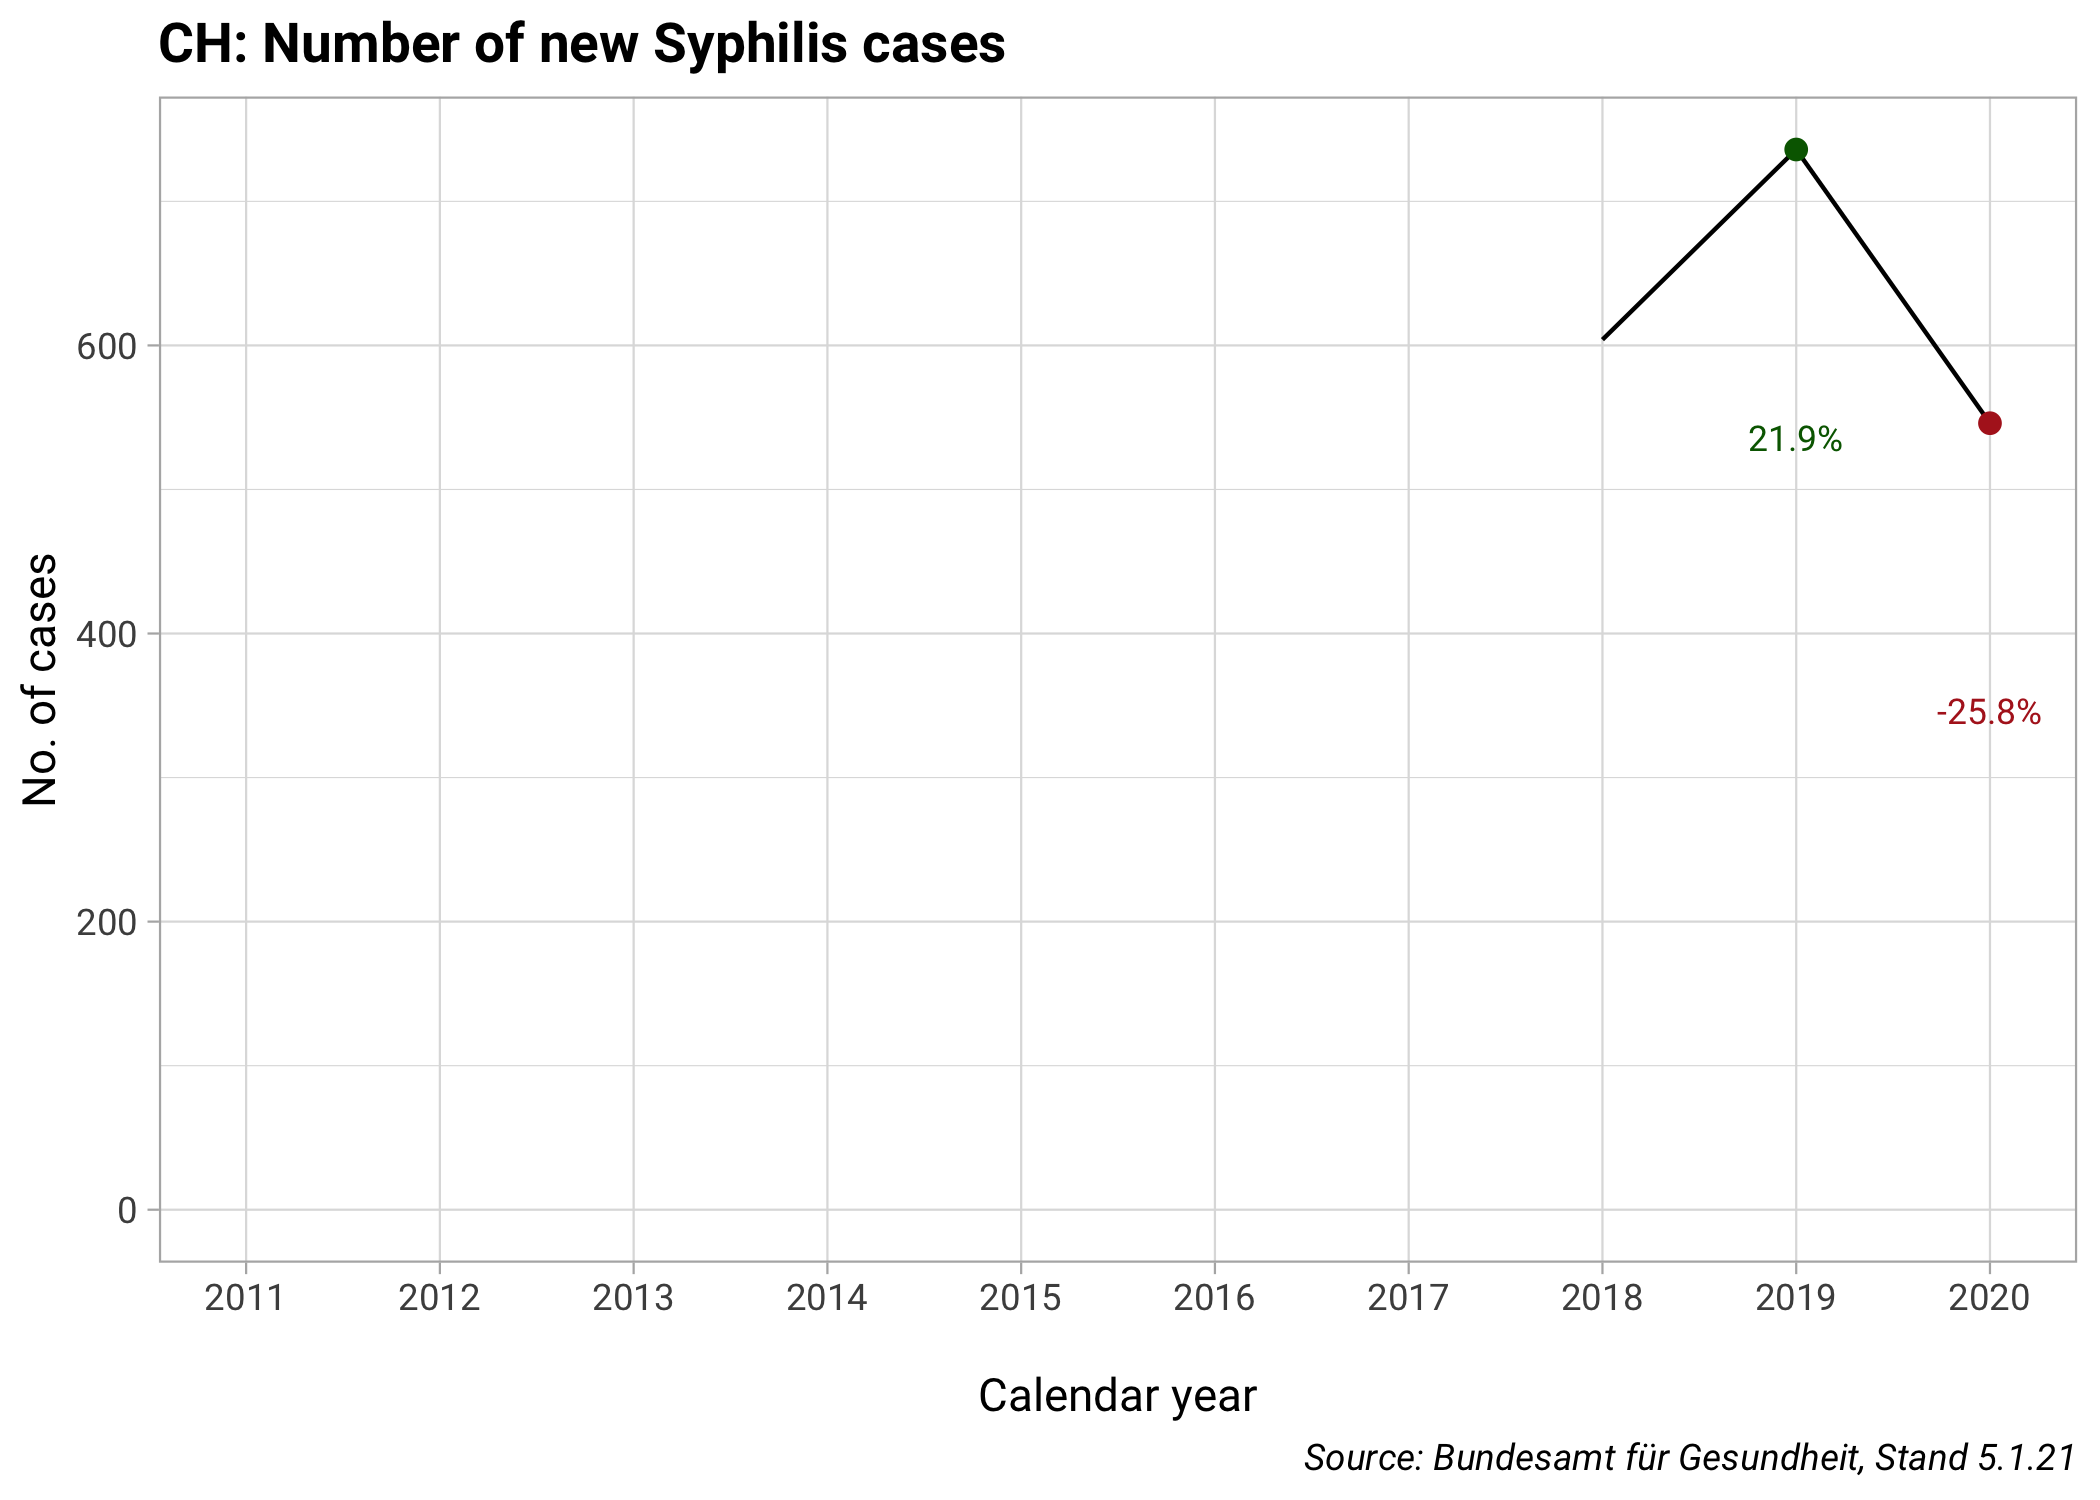 CH: Number of new Syphilis cases
600
400
200
0
No. of cases
21.9%
-25.8%
2011 2012 2013 2014 2015 2016 2017 2018 2019 2020
Calendar year
Source: Bundesamt für Gesundheit, Stand 5.1.21